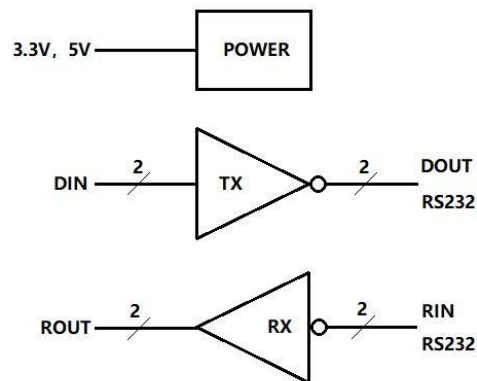 3.3V, 5V
POWER
2
2
DOUT
DIN
TX
RS232
2
2
RIN
ROUT
RX
RS232